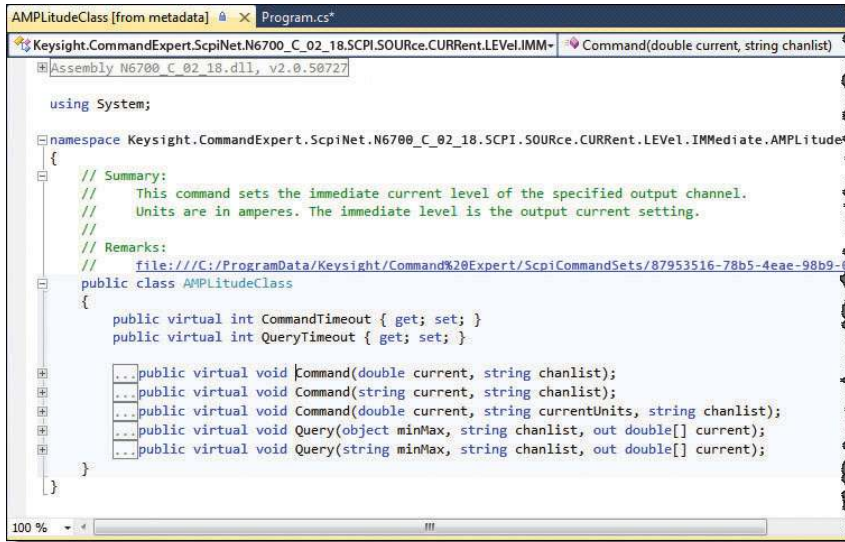 AMPLitudeClass [from metadata] Program.cs*
Keysight.CommandExpert.ScpiNet.N6700_C_02_18.SCPI.SOURce.CURRent.LEVel.IMM Command(double current, string chanlist)
Assembly N6700_C_02_18.dll, v2.0.50727
using System;
namespace Keysight.CommandExpert.ScpiNet.N6700_C_02_18.SCPI.SOURce.CURRent.LEVel.IMMediate.AMPLitude
{
// Summary:
// This command sets the immediate current level of the specified output channel.
// Units are in amperes. The immediate level is the output current setting.
//
// Remarks:
// file:///C:/ProgramData/Keysight/Command%20Expert/ScpiCommandSets/87953516-78b5-4eae-98b9-
public class AMPLitudeClass
{
public virtual int CommandTimeout { get; set; }
public virtual int QueryTimeout { get; set; }
...public virtual void Command(double current, string chanlist);
...public virtual void Command(string current, string chanlist);
...public virtual void Command(double current, string currentUnits, string chanlist);
...public virtual void Query(object minMax, string chanlist, out double[] current);
...public virtual void Query(string minMax, string chanlist, out double[] current);
}
}
100 %